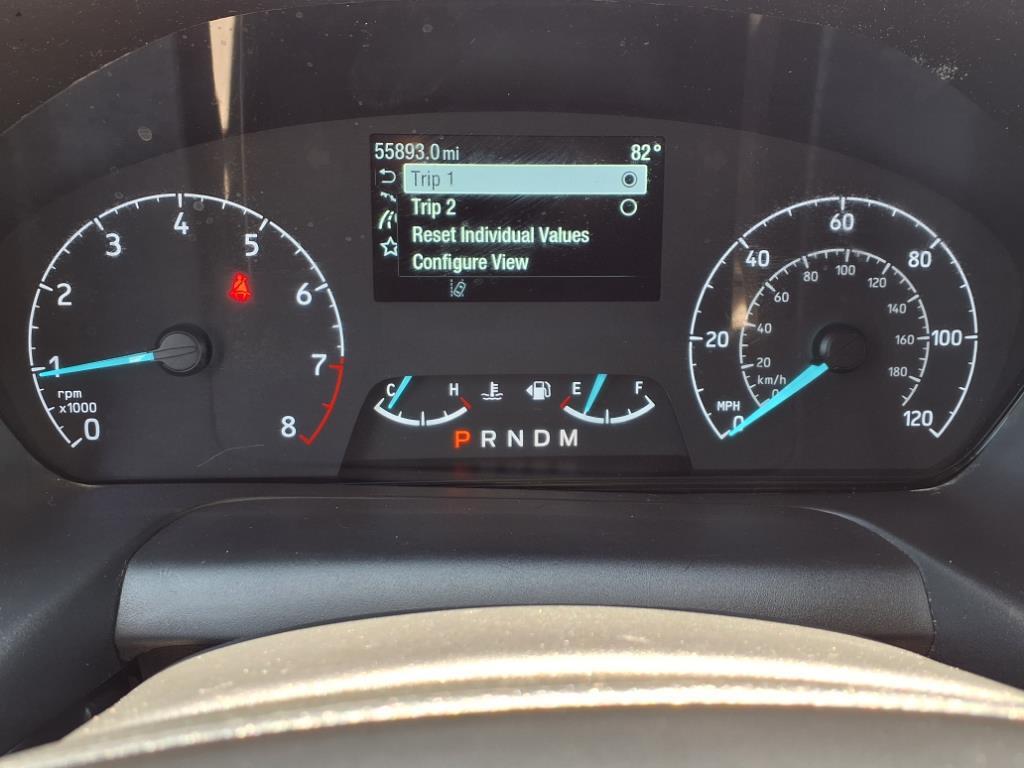 55893.0 mi 82°
Trip 1
Trip 2
Reset Individual Values
Configure View
0 1 2 3 4 5 6 7 8
rpm
x1000
C H E F
P R N D M
0 20 40 60 80 100 120
MPH
0 20 40 60 80 100 120 140 160 180
km/h